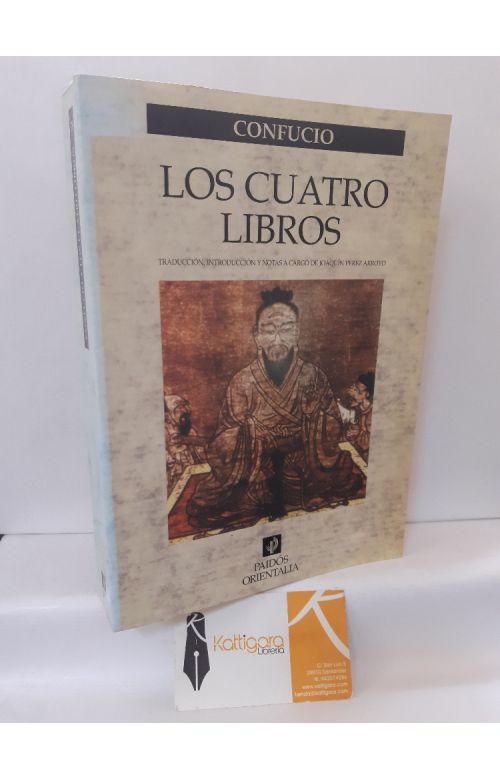 CONFUCIO
LOS CUATRO
LIBROS
TRADUCCIÓN, INTRODUCCIÓN Y NOTAS A CARGO DE JOAQUÍN PÉREZ ARROYO
PAIDÓS
ORIENTALIA
Kattigara
Librería
Santander
www.kattigara.com